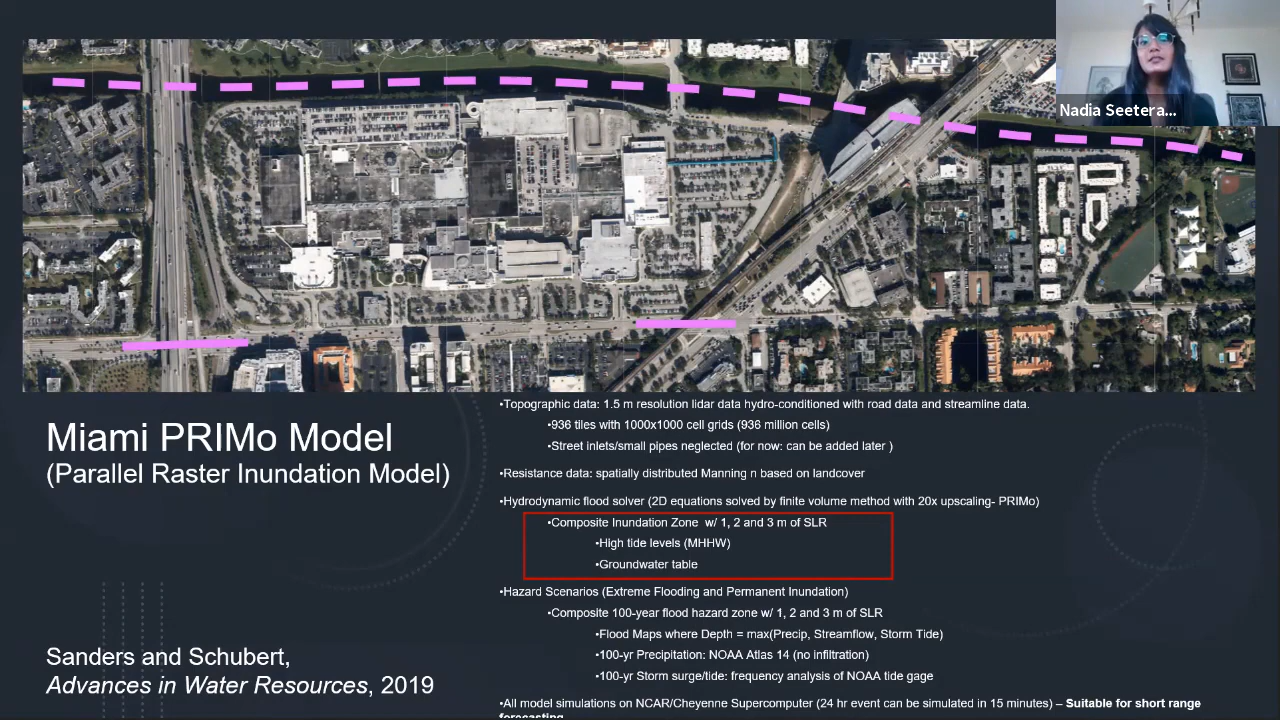 Nadia Seetera...
•Topographic data: 1.5 m resolution lidar data hydro-conditioned with road data and streamline data.
•936 tiles with 1000x1000 cell grids (936 million cells)
•Street inlets/small pipes neglected (for now: can be added later )
Miami PRIMo Model
(Parallel Raster Inundation Model)
•Resistance data: spatially distributed Manning n based on landcover
•Hydrodynamic flood solver (2D equations solved by finite volume method with 20x upscaling- PRIMo)
•Composite Inundation Zone w/ 1, 2 and 3 m of SLR
•High tide levels (MHHW)
•Groundwater table
•Hazard Scenarios (Extreme Flooding and Permanent Inundation)
•Composite 100-year flood hazard zone w/ 1, 2 and 3 m of SLR
•Flood Maps where Depth = max(Precip, Streamflow, Storm Tide)
•100-yr Precipitation: NOAA Atlas 14 (no infiltration)
•100-yr Storm surge/tide: frequency analysis of NOAA tide gage
Sanders and Schubert,
Advances in Water Resources, 2019
•All model simulations on NCAR/Cheyenne Supercomputer (24 hr event can be simulated in 15 minutes) – Suitable for short range
forecasting